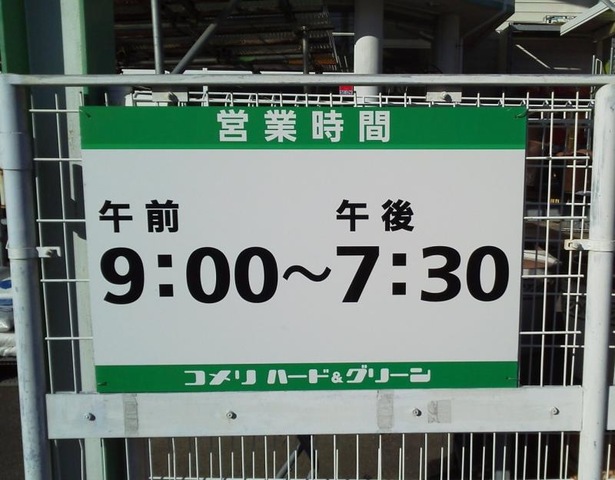 営業時間
午前 午後
9:00～7:30
コメリ ハード&グリーン